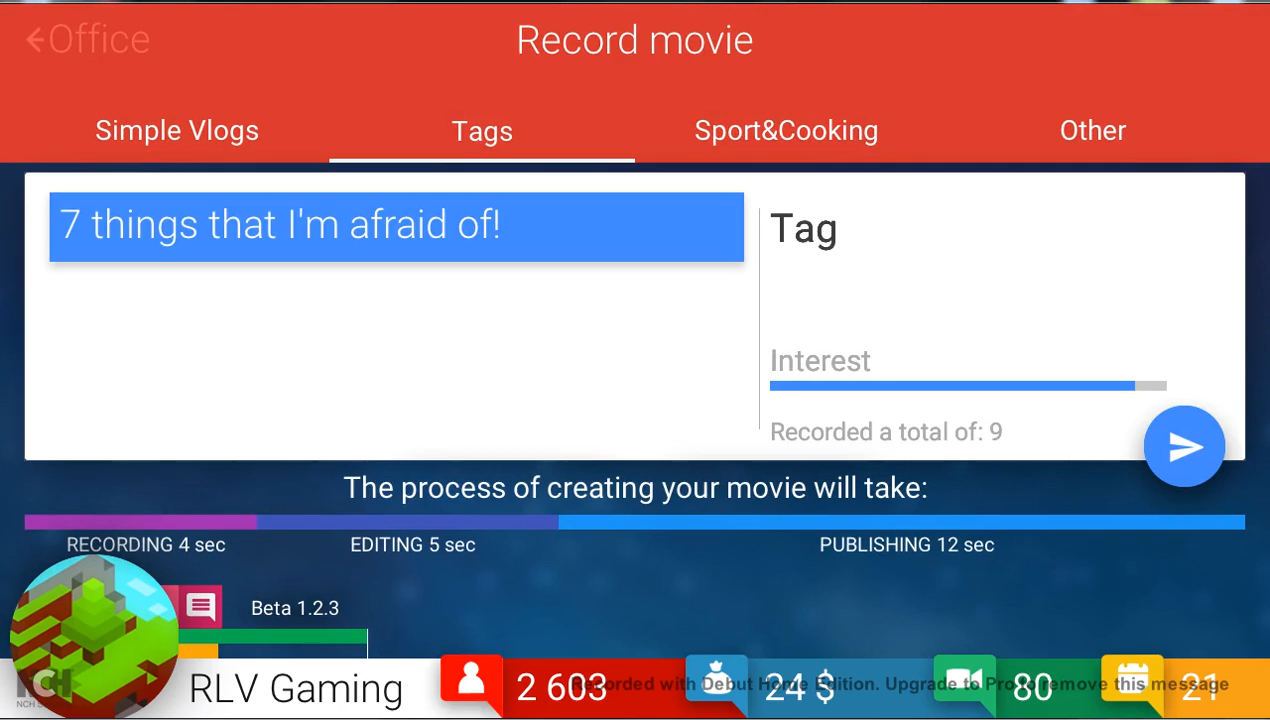 Office
Record movie
Simple Vlogs
Tags
Sport&Cooking
Other
7 things that I'm afraid of!
Tag
Interest
Recorded a total of: 9
The process of creating your movie will take:
RECORDING 4 sec
EDITING 5 sec
PUBLISHING 12 sec
Beta 1.2.3
NCH
RLV Gaming
2 603
24 $
80
21
Recorded with Debut Home Edition. Upgrade to Pro to remove this message